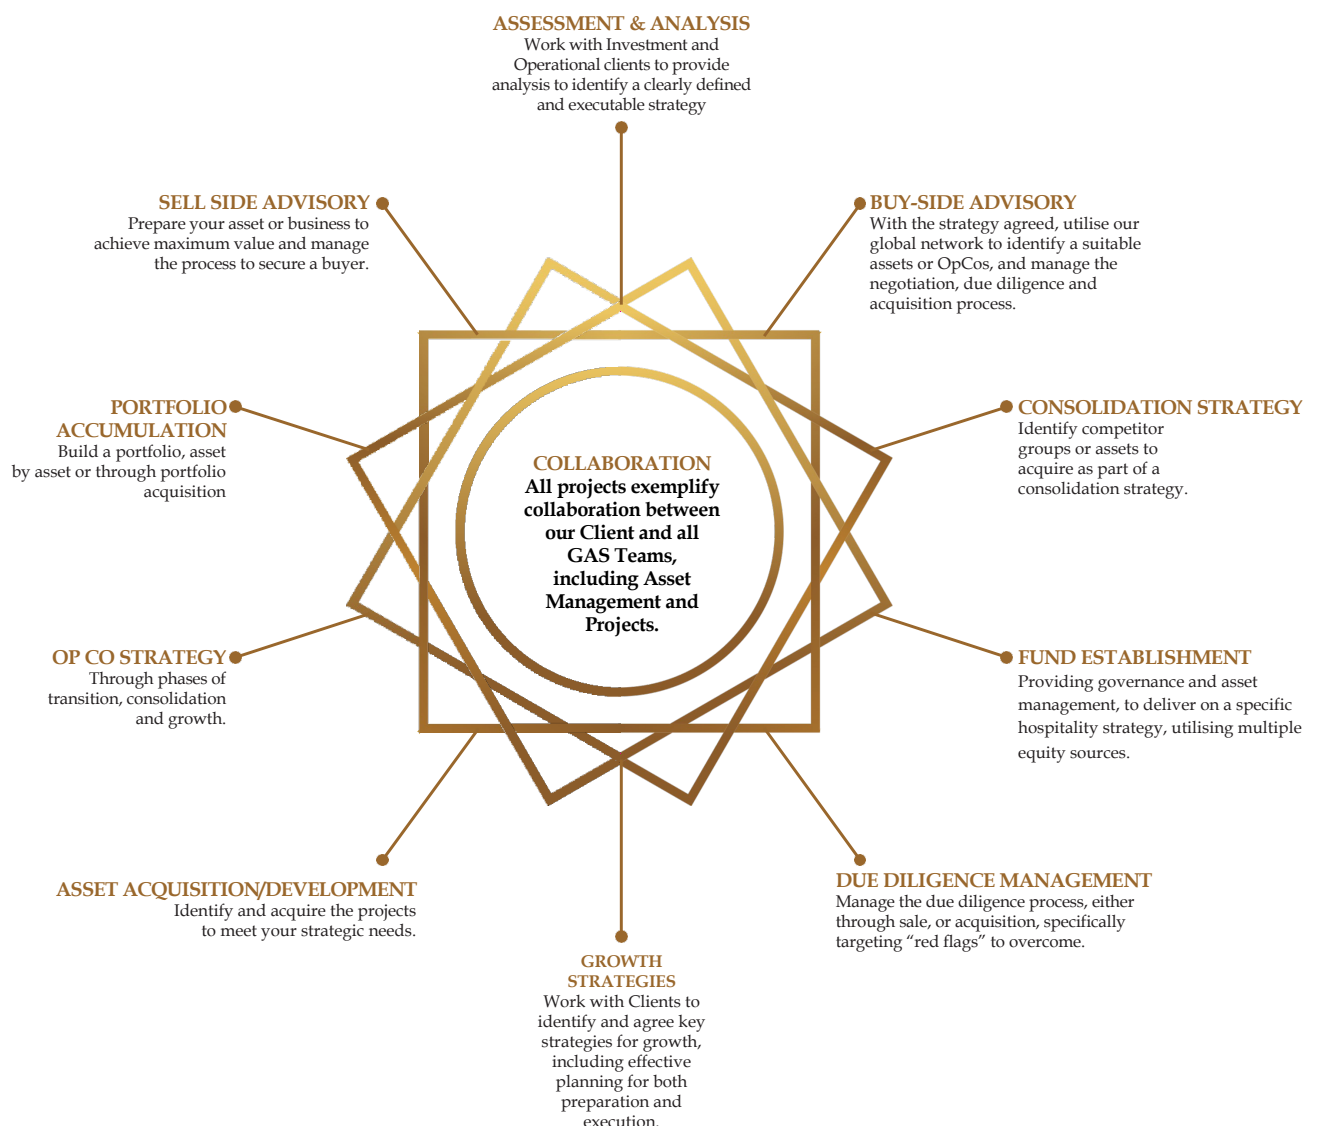 ASSESSMENT & ANALYSIS
Work with Investment and
Operational clients to provide
analysis to identify a clearly defined
and executable strategy
SELL SIDE ADVISORY
Prepare your asset or business to
achieve maximum value and manage
the process to secure a buyer.
BUY-SIDE ADVISORY
With the strategy agreed, utilise our
global network to identify a suitable
assets or OpCos, and manage the
negotiation, due diligence and
acquisition process.
PORTFOLIO
ACCUMULATION
Build a portfolio, asset
by asset or through portfolio
acquisition
CONSOLIDATION STRATEGY
Identify competitor
groups or assets to
acquire as part of a
consolidation strategy.
COLLABORATION
All projects exemplify
collaboration between
our Client and all
GAS Teams,
including Asset
Management and
Projects.
OP CO STRATEGY
Through phases of
transition, consolidation
and growth.
FUND ESTABLISHMENT
Providing governance and asset
management, to deliver on a specific
hospitality strategy, utilising multiple
equity sources.
ASSET ACQUISITION/DEVELOPMENT
Identify and acquire the projects
to meet your strategic needs.
DUE DILIGENCE MANAGEMENT
Manage the due diligence process, either
through sale, or acquisition, specifically
targeting “red flags” to overcome.
GROWTH
STRATEGIES
Work with Clients to
identify and agree key
strategies for growth,
including effective
planning for both
preparation and
execution.